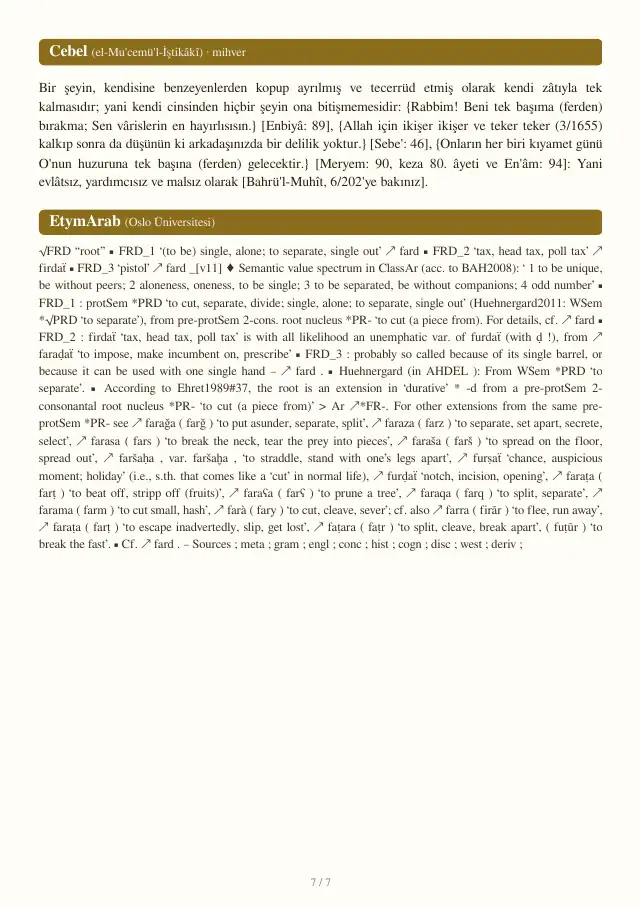 Cebel (el-Mu'cemü'l-İştikâkî) · mihver
Bir şeyin, kendisine benzeyenlerden kopup ayrılmış ve tecerrüd etmiş olarak kendi zâtıyla tek
kalmasıdır; yani kendi cinsinden hiçbir şeyin ona bitişmemesidir: {Rabbim! Beni tek başıma (ferden)
bırakma; Sen vârislerin en hayırlısısın.} [Enbiyâ: 89], {Allah için ikişer ikişer ve teker teker (3/1655)
kalkıp sonra da düşünün ki arkadaşınızda bir delilik yoktur.} [Sebe': 46], {Onların her biri kıyamet günü
O'nun huzuruna tek başına (ferden) gelecektir.} [Meryem: 90, keza 80. âyeti ve En'âm: 94]: Yani
evlâtsız, yardımcısız ve malsız olarak [Bahrü'l-Muhît, 6/202'ye bakınız].
EtymArab (Oslo Üniversitesi)
√FRD “root” ▪ FRD_1 ‘(to be) single, alone; to separate, single out’ ↗ fard ▪ FRD_2 ‘tax, head tax, poll tax’ ↗
firdaẗ ▪ FRD_3 ‘pistol’ ↗ fard _[v11] ♦ Semantic value spectrum in ClassAr (acc. to BAH2008): ‘ 1 to be unique,
be without peers; 2 aloneness, oneness, to be single; 3 to be separated, be without companions; 4 odd number’ ▪
FRD_1 : protSem *PRD ‘to cut, separate, divide; single, alone; to separate, single out’ (Huehnergard2011: WSem
*√PRD ‘to separate’), from pre-protSem 2-cons. root nucleus *PR- ‘to cut (a piece from). For details, cf. ↗ fard ▪
FRD_2 : firdaẗ ‘tax, head tax, poll tax’ is with all likelihood an unemphatic var. of furdaẗ (with ḍ !), from ↗
faraḍaẗ ‘to impose, make incumbent on, prescribe’ ▪ FRD_3 : probably so called because of its single barrel, or
because it can be used with one single hand – ↗ fard . ▪ Huehnergard (in AHDEL ): From WSem *PRD ‘to
separate’. ▪ According to Ehret1989#37, the root is an extension in ‘durative’ * -d from a pre-protSem 2-
consonantal root nucleus *PR- ‘to cut (a piece from)’ > Ar ↗*FR-. For other extensions from the same pre-
protSem *PR- see ↗ faraǧa ( farǧ ) ‘to put asunder, separate, split’, ↗ faraza ( farz ) ‘to separate, set apart, secrete,
select’, ↗ farasa ( fars ) ‘to break the neck, tear the prey into pieces’, ↗ faraša ( farš ) ‘to spread on the floor,
spread out’, ↗ faršaḥa , var. faršaḫa , ‘to straddle, stand with one’s legs apart’, ↗ furṣaẗ ‘chance, auspicious
moment; holiday’ (i.e., s.th. that comes like a ‘cut’ in normal life), ↗ furḍaẗ ‘notch, incision, opening’, ↗ faraṭa (
farṭ ) ‘to beat off, stripp off (fruits)’, ↗ faraʕa ( farʕ ) ‘to prune a tree’, ↗ faraqa ( farq ) ‘to split, separate’, ↗
farama ( farm ) ‘to cut small, hash’, ↗ farà ( fary ) ‘to cut, cleave, sever’; cf. also ↗ farra ( firār ) ‘to flee, run away’,
↗ faraṭa ( farṭ ) ‘to escape inadvertedly, slip, get lost’, ↗ faṭara ( faṭr ) ‘to split, cleave, break apart’, ( fuṭūr ) ‘to
break the fast’. ▪ Cf. ↗ fard . – Sources ; meta ; gram ; engl ; conc ; hist ; cogn ; disc ; west ; deriv ;
7 / 7